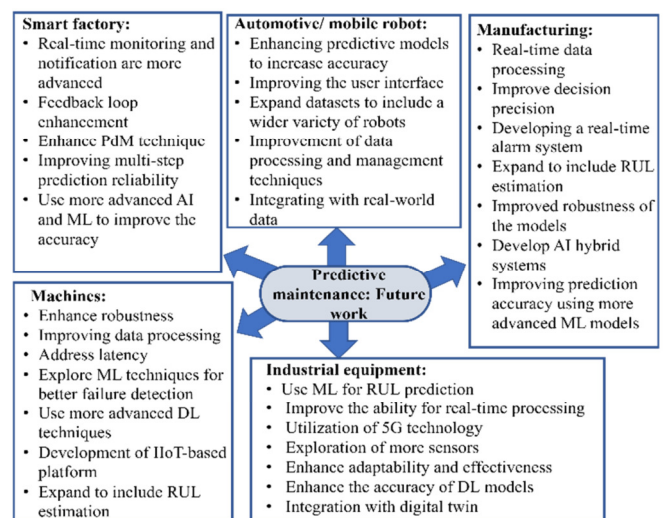 Smart factory:
• Real-time monitoring and
notification are more
advanced
• Feedback loop
enhancement
• Enhance PdM technique
• Improving multi-step
prediction reliability
• Use more advanced AI
and ML to improve the
accuracy
Automotive/ mobile robot:
• Enhancing predictive models
to increase accuracy
• Improving the user interface
• Expand datasets to include a
wider variety of robots
• Improvement of data
processing and management
techniques
• Integrating with real-world
data
Manufacturing:
• Real-time data
processing
• Improve decision
precision
• Developing a real-time
alarm system
• Expand to include RUL
estimation
• Improved robustness of
the models
• Develop AI hybrid
systems
• Improving prediction
accuracy using more
advanced ML models
Predictive
maintenance: Future
work
Machines:
• Enhance robustness
• Improving data processing
• Address latency
• Explore ML techniques for
better failure detection
• Use more advanced DL
techniques
• Development of IIoT-based
platform
• Expand to include RUL
estimation
Industrial equipment:
• Use ML for RUL prediction
• Improve the ability for real-time processing
• Utilization of 5G technology
• Exploration of more sensors
• Enhance adaptability and effectiveness
• Enhance the accuracy of DL models
• Integration with digital twin